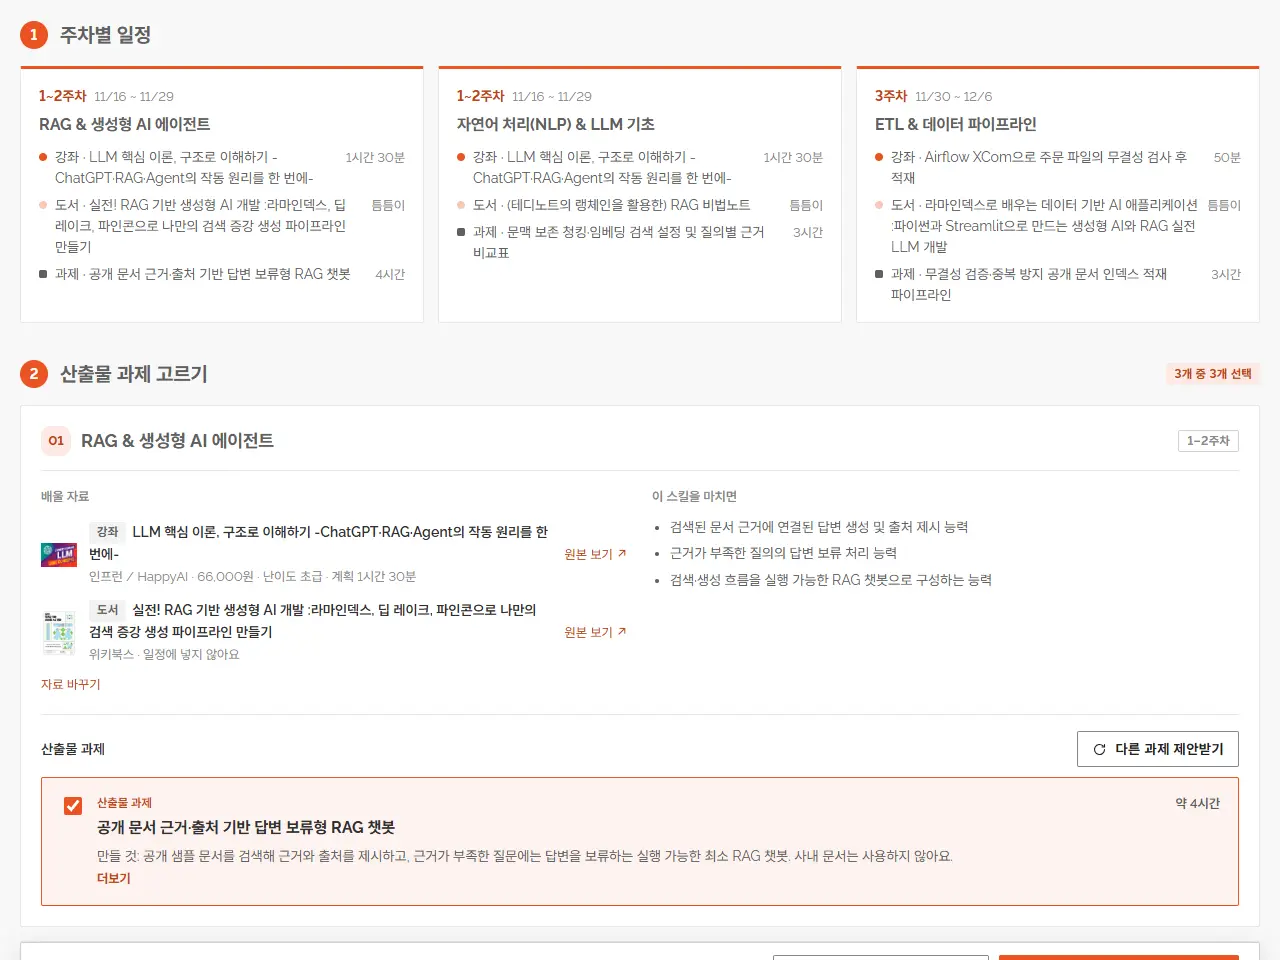 1 주차별 일정
1~2주차 11/16 ~ 11/29
RAG & 생성형 AI 에이전트
강좌 · LLM 핵심 이론, 구조로 이해하기 - 1시간 30분
ChatGPT·RAG·Agent의 작동 원리를 한 번에-
도서 · 실전! RAG 기반 생성형 AI 개발 :라마인덱스, 딥 틈틈이
레이크, 파인콘으로 나만의 검색 증강 생성 파이프라인
만들기
과제 · 공개 문서 근거·출처 기반 답변 보류형 RAG 챗봇 4시간
1~2주차 11/16 ~ 11/29
자연어 처리(NLP) & LLM 기초
강좌 · LLM 핵심 이론, 구조로 이해하기 - 1시간 30분
ChatGPT·RAG·Agent의 작동 원리를 한 번에-
도서 · (테디노트의 랭체인을 활용한) RAG 비법노트 틈틈이
과제 · 문맥 보존 청킹·임베딩 검색 설정 및 질의별 근거 3시간
비교표
3주차 11/30 ~ 12/6
ETL & 데이터 파이프라인
강좌 · Airflow XCom으로 주문 파일의 무결성 검사 후 50분
적재
도서 · 라마인덱스로 배우는 데이터 기반 AI 애플리케이션 틈틈이
:파이썬과 Streamlit으로 만드는 생성형 AI와 RAG 실전
LLM 개발
과제 · 무결성 검증·중복 방지 공개 문서 인덱스 적재 3시간
파이프라인
2 산출물 과제 고르기 3개 중 3개 선택
01 RAG & 생성형 AI 에이전트 1–2주차
배울 자료
강좌 LLM 핵심 이론, 구조로 이해하기 -ChatGPT·RAG·Agent의 작동 원리를 한
번에-
원본 보기 ↗
인프런 / HappyAI · 66,000원 · 난이도 초급 · 계획 1시간 30분
도서 실전! RAG 기반 생성형 AI 개발 :라마인덱스, 딥 레이크, 파인콘으로 나만의
검색 증강 생성 파이프라인 만들기
원본 보기 ↗
위키북스 · 일정에 넣지 않아요
자료 바꾸기
이 스킬을 마치면
• 검색된 문서 근거에 연결된 답변 생성 및 출처 제시 능력
• 근거가 부족한 질의의 답변 보류 처리 능력
• 검색·생성 흐름을 실행 가능한 RAG 챗봇으로 구성하는 능력
산출물 과제 다른 과제 제안받기
산출물 과제 약 4시간
공개 문서 근거·출처 기반 답변 보류형 RAG 챗봇
만들 것: 공개 샘플 문서를 검색해 근거와 출처를 제시하고, 근거가 부족한 질문에는 답변을 보류하는 실행 가능한 최소 RAG 챗봇. 사내 문서는 사용하지 않아요.
더보기